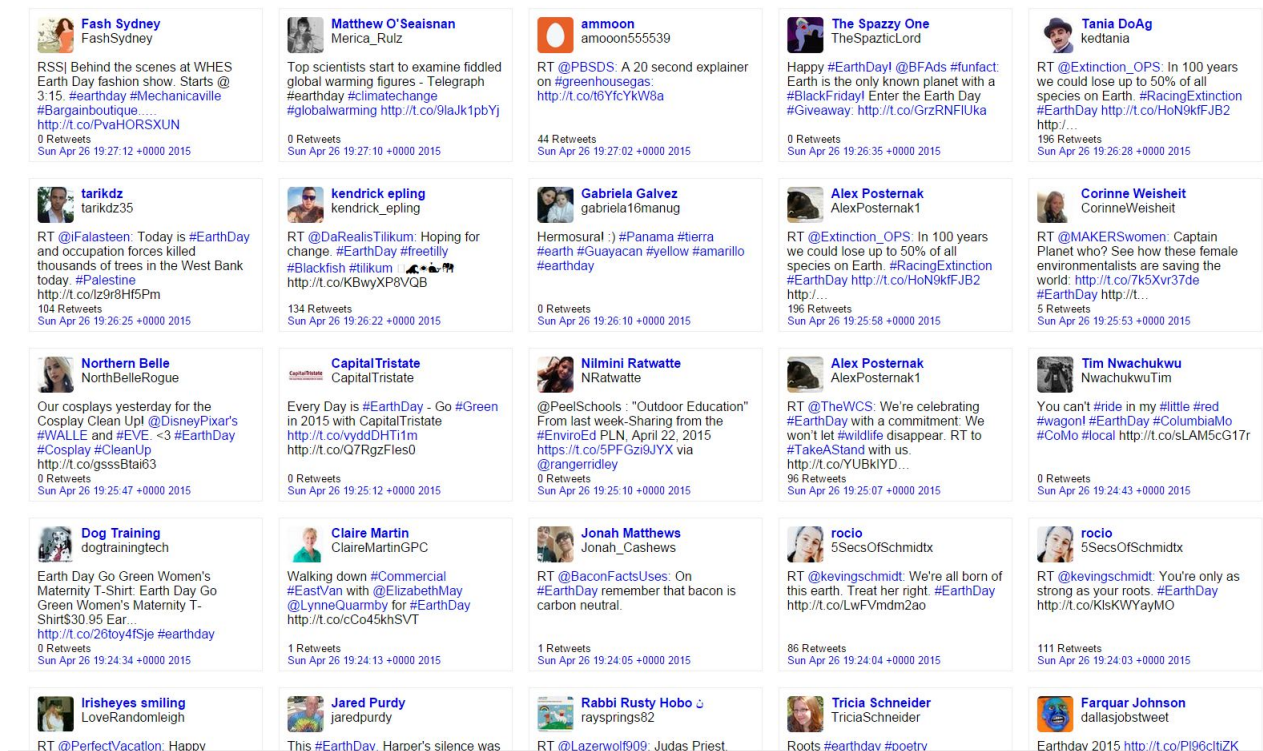 Fash Sydney
FashSydney
RSS| Behind the scenes at WHES
Earth Day fashion show. Starts @
3:15. #earthday #Mechanicaville
#Bargainboutique.....
http://t.co/PvaHORSXUN
0 Retweets
Sun Apr 26 19:27:12 +0000 2015
Matthew O'Seaisnan
Merica_Rulz
Top scientists start to examine fiddled
global warming figures - Telegraph
#earthday #climatechange
#globalwarming http://t.co/9laJk1pbYj
0 Retweets
Sun Apr 26 19:27:10 +0000 2015
ammoon
amooon555539
RT @PBSDS: A 20 second explainer
on #greenhousegas:
http://t.co/t6YfcYkW8a
44 Retweets
Sun Apr 26 19:27:02 +0000 2015
The Spazzy One
TheSpazticLord
Happy #EarthDay! @BFAds #funfact:
Earth is the only known planet with a
#BlackFriday! Enter the Earth Day
#Giveaway: http://t.co/GrzRNFlUka
0 Retweets
Sun Apr 26 19:26:35 +0000 2015
Tania DoAg
kedtania
RT @Extinction_OPS: In 100 years
we could lose up to 50% of all
species on Earth. #RacingExtinction
#EarthDay http://t.co/HoN9kfFJB2
http:/…
196 Retweets
Sun Apr 26 19:26:28 +0000 2015
tarikdz
tarikdz35
RT @iFalasteen: Today is #EarthDay
and occupation forces killed
thousands of trees in the West Bank
today. #Palestine
http://t.co/lz9r8Hf5Pm
104 Retweets
Sun Apr 26 19:26:25 +0000 2015
kendrick epling
kendrick_epling
RT @DaRealisTilikum: Hoping for
change. #EarthDay #freetilly
#Blackfish #tilikum
http://t.co/KBwyXP8VQB
134 Retweets
Sun Apr 26 19:26:22 +0000 2015
Gabriela Galvez
gabriela16manug
Hermosura! :) #Panama #tierra
#earth #Guayacan #yellow #amarillo
#earthday
0 Retweets
Sun Apr 26 19:26:10 +0000 2015
Alex Posternak
AlexPosternak1
RT @Extinction_OPS: In 100 years
we could lose up to 50% of all
species on Earth. #RacingExtinction
#EarthDay http://t.co/HoN9kfFJB2
http:/…
196 Retweets
Sun Apr 26 19:25:58 +0000 2015
Corinne Weisheit
CorinneWeisheit
RT @MAKERSwomen: Captain
Planet who? See how these female
environmentalists are saving the
world: http://t.co/7k5Xvr37de
#EarthDay http://t…
5 Retweets
Sun Apr 26 19:25:53 +0000 2015
Northern Belle
NorthBelleRogue
Our cosplays yesterday for the
Cosplay Clean Up! @DisneyPixar's
#WALLE and #EVE. <3 #EarthDay
#Cosplay #CleanUp
http://t.co/gsssBtai63
0 Retweets
Sun Apr 26 19:25:47 +0000 2015
CapitalTristate
CapitalTristate
CapitalTristate
Every Day is #EarthDay - Go #Green
in 2015 with CapitalTristate
http://t.co/vyddDHTi1m
http://t.co/Q7RgzFles0
0 Retweets
Sun Apr 26 19:25:12 +0000 2015
Nilmini Ratwatte
NRatwatte
@PeelSchools : "Outdoor Education"
From last week-Sharing from the
#EnviroEd PLN, April 22, 2015
https://t.co/5PFGzi9JYX via
@rangerridley
0 Retweets
Sun Apr 26 19:25:10 +0000 2015
Alex Posternak
AlexPosternak1
RT @TheWCS: We're celebrating
#EarthDay with a commitment: We
won't let #wildlife disappear. RT to
#TakeAStand with us.
http://t.co/YUBklYD…
96 Retweets
Sun Apr 26 19:25:07 +0000 2015
Tim Nwachukwu
NwachukwuTim
You can't #ride in my #little #red
#wagon! #EarthDay #ColumbiaMo
#CoMo #local http://t.co/sLAM5cG17r
0 Retweets
Sun Apr 26 19:24:43 +0000 2015
Dog Training
dogtrainingtech
Earth Day Go Green Women's
Maternity T-Shirt: Earth Day Go
Green Women's Maternity T-
Shirt$30.95 Ear...
http://t.co/26toy4fSje #earthday
0 Retweets
Sun Apr 26 19:24:34 +0000 2015
Claire Martin
ClaireMartinGPC
Walking down #Commercial
#EastVan with @ElizabethMay
@LynneQuarmby for #EarthDay
http://t.co/cCo45khSVT
1 Retweets
Sun Apr 26 19:24:13 +0000 2015
Jonah Matthews
Jonah_Cashews
RT @BaconFactsUses: On
#EarthDay remember that bacon is
carbon neutral.
1 Retweets
Sun Apr 26 19:24:05 +0000 2015
rocio
5SecsOfSchmidtx
RT @kevingschmidt: We're all born of
this earth. Treat her right. #EarthDay
http://t.co/LwFVmdm2ao
86 Retweets
Sun Apr 26 19:24:04 +0000 2015
rocio
5SecsOfSchmidtx
RT @kevingschmidt: You're only as
strong as your roots. #EarthDay
http://t.co/KlsKWYayMO
111 Retweets
Sun Apr 26 19:24:03 +0000 2015
Irisheyes smiling
LoveRandomleigh
RT @PerfectVacation: Happy
Jared Purdy
jaredpurdy
This #EarthDay, Harper's silence was
Rabbi Rusty Hobo ن
raysprings82
RT @Lazerwolf909: Judas Priest,
Tricia Schneider
TriciaSchneider
Roots #earthday #poetry
Farquar Johnson
dallasjobstweet
Earthday 2015 http://t.co/Pl96cItiZK